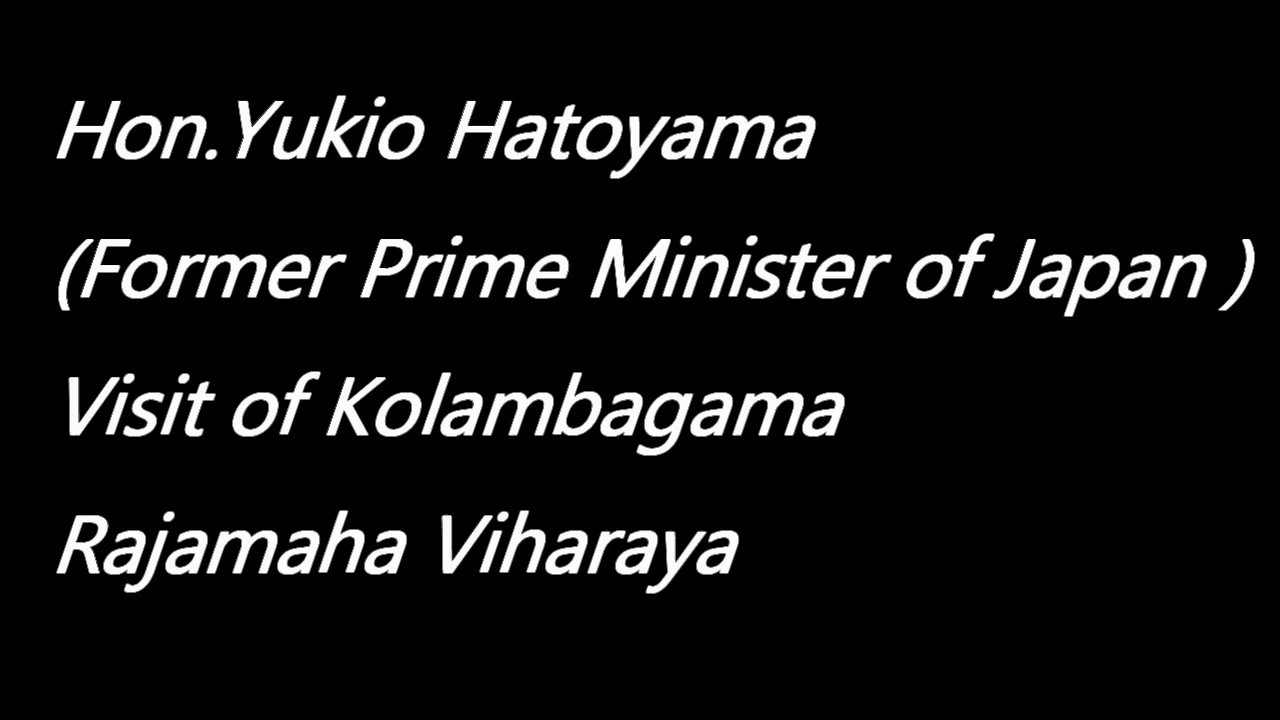 Hon.Yukio Hatoyama
(Former Prime Minister of Japan )
Visit of Kolambagama
Rajamaha Viharaya